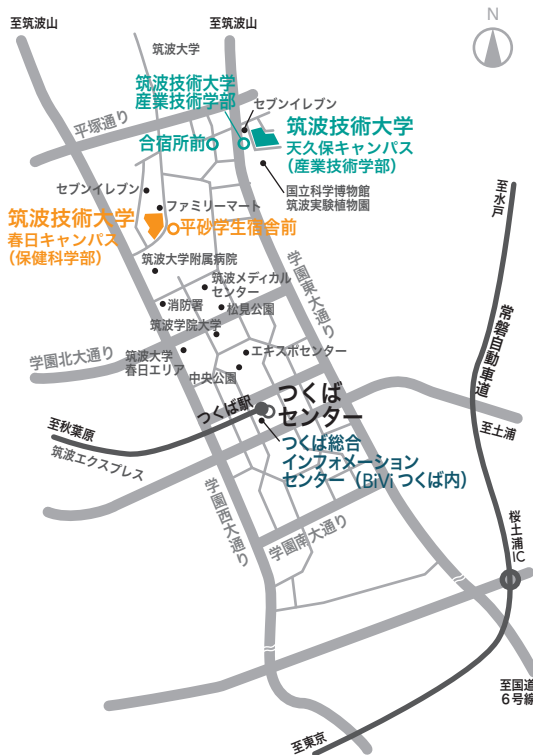 至筑波山
至筑波山
N
筑波大学
筑波技術大学
産業技術学部
セブンイレブン
平塚通り
合宿所前
筑波技術大学
天久保キャンパス
(産業技術学部)
国立科学博物館
筑波実験植物園
至水戸
セブンイレブン
ファミリーマート
筑波技術大学
春日キャンパス
(保健科学部)
平砂学生宿舎前
筑波大学附属病院
学園東大通り
筑波メディカル
センター
消防署
松見公園
筑波学院大学
常磐自動車道
学園北大通り
筑波大学
春日エリア
エキスポセンター
中央公園
つくば駅
つくば
センター
至秋葉原
筑波エクスプレス
至土浦
つくば総合
インフォメーション
センター(BiViつくば内)
学園西大通り
学園南大通り
桜土浦IC
至国道
6号線
至東京